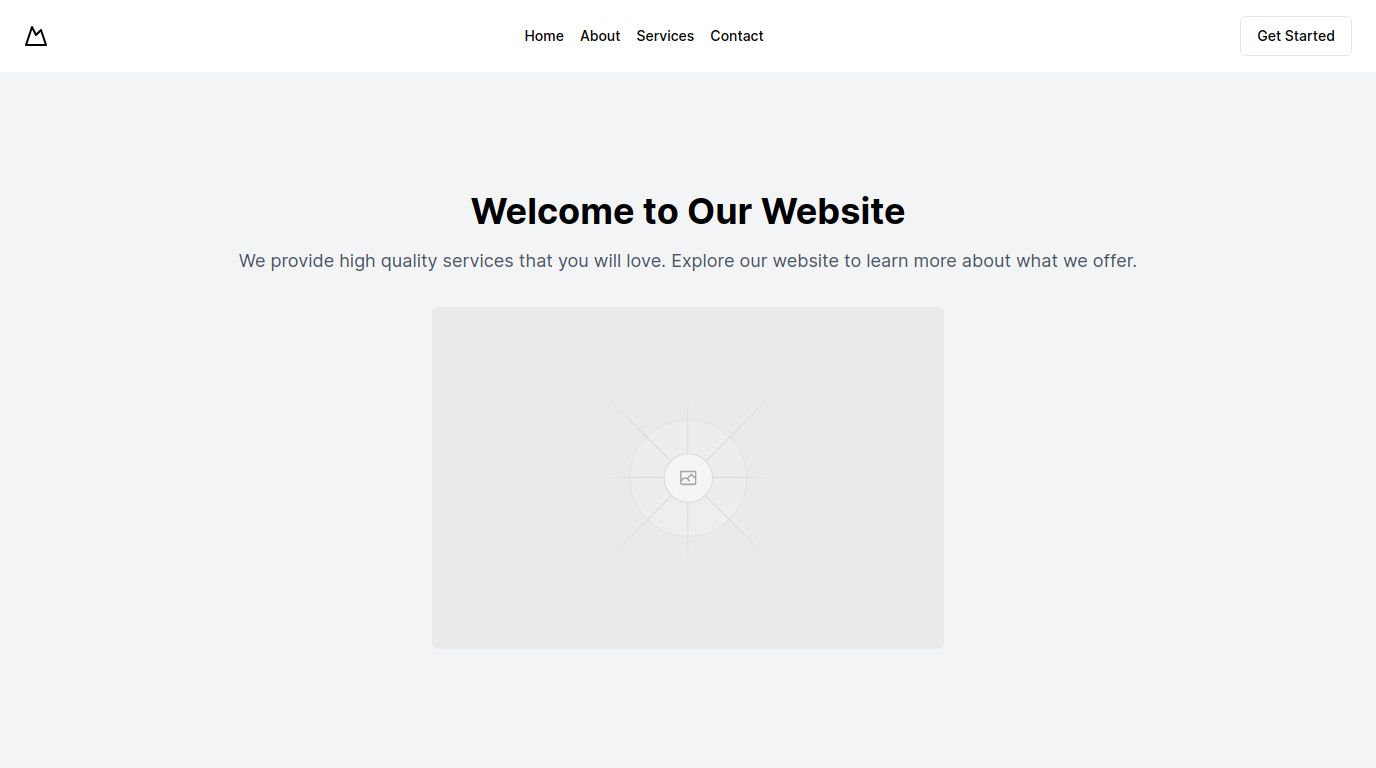 Home About Services Contact Get Started
Welcome to Our Website
We provide high quality services that you will love. Explore our website to learn more about what we offer.